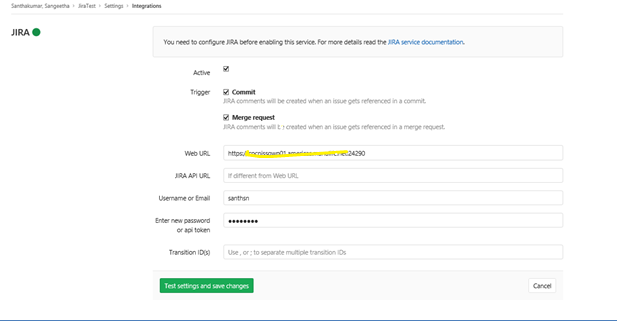 Santhakumar, Sangeetha › JiraTest › Settings › Integrations
JIRA
You need to configure JIRA before enabling this service. For more details read the JIRA service documentation.
Active
Trigger
Commit
JIRA comments will be created when an issue gets referenced in a commit.
Merge request
JIRA comments will created when an issue gets referenced in a merge request.
Web URL
https:/ 24290
JIRA API URL
If different from Web URL
Username or Email
santhsn
Enter new password
or api token
••••••••
Transition ID(s)
Use , or ; to separate multiple transition IDs
Test settings and save changes
Cancel